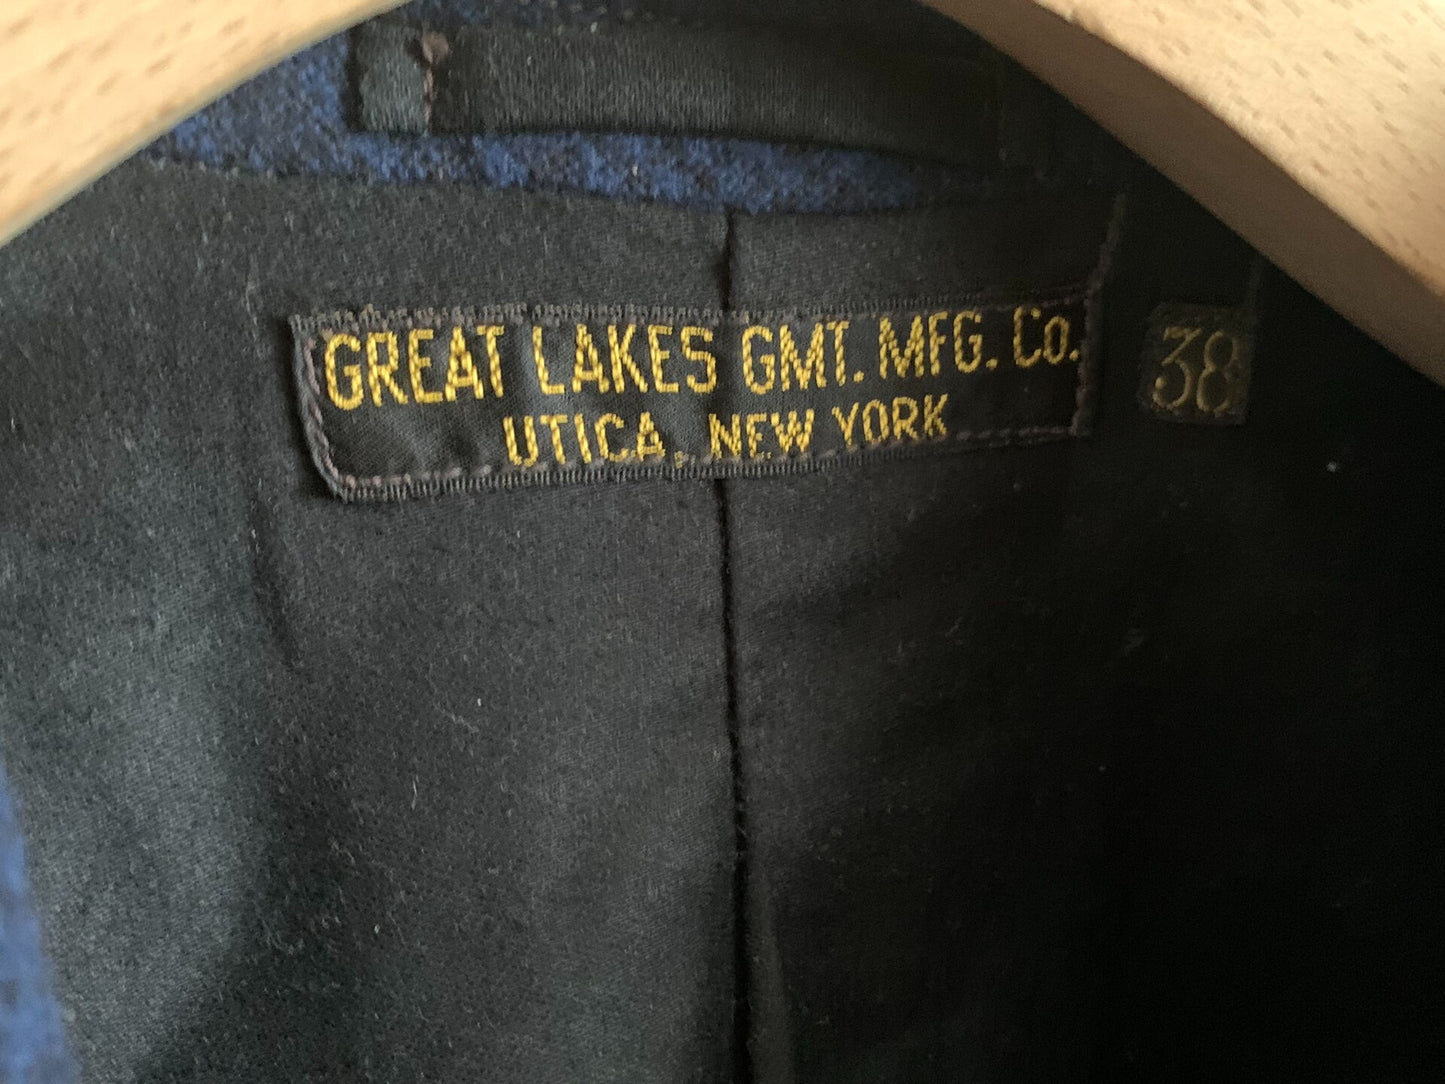 GREAT LAKES GMT. MFG. Co.
UTICA, NEW YORK
38